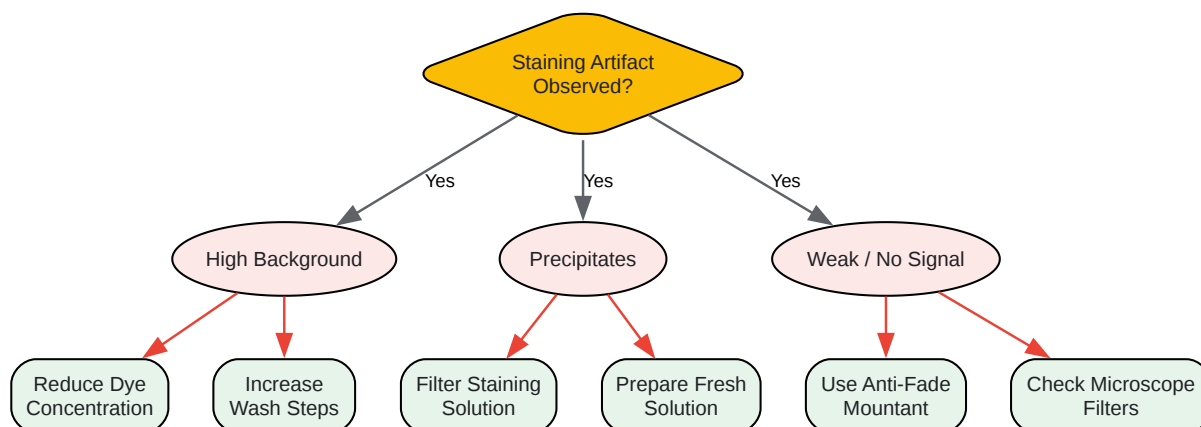 Staining Artifact
Observed?
Yes
Yes
Yes
High Background
Precipitates
Weak / No Signal
Reduce Dye
Concentration
Increase
Wash Steps
Filter Staining
Solution
Prepare Fresh
Solution
Use Anti-Fade
Mountant
Check Microscope
Filters